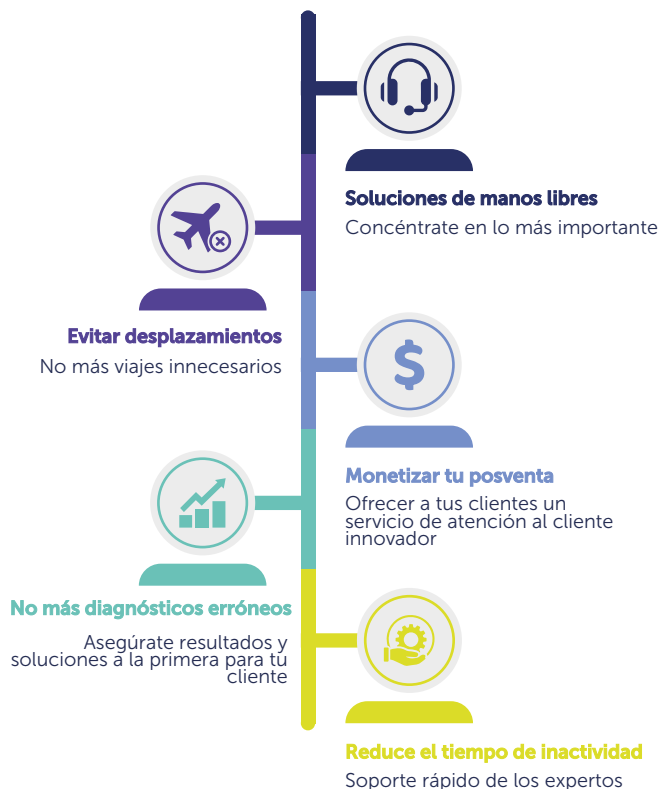 Soluciones de manos libres
Concéntrate en lo más importante
Evitar desplazamientos
No más viajes innecesarios
Monetizar tu posventa
Ofrecer a tus clientes un
servicio de atención al cliente
innovador
No más diagnósticos erróneos
Asegúrate resultados y
soluciones a la primera para tu
cliente
Reduce el tiempo de inactividad
Soporte rápido de los expertos